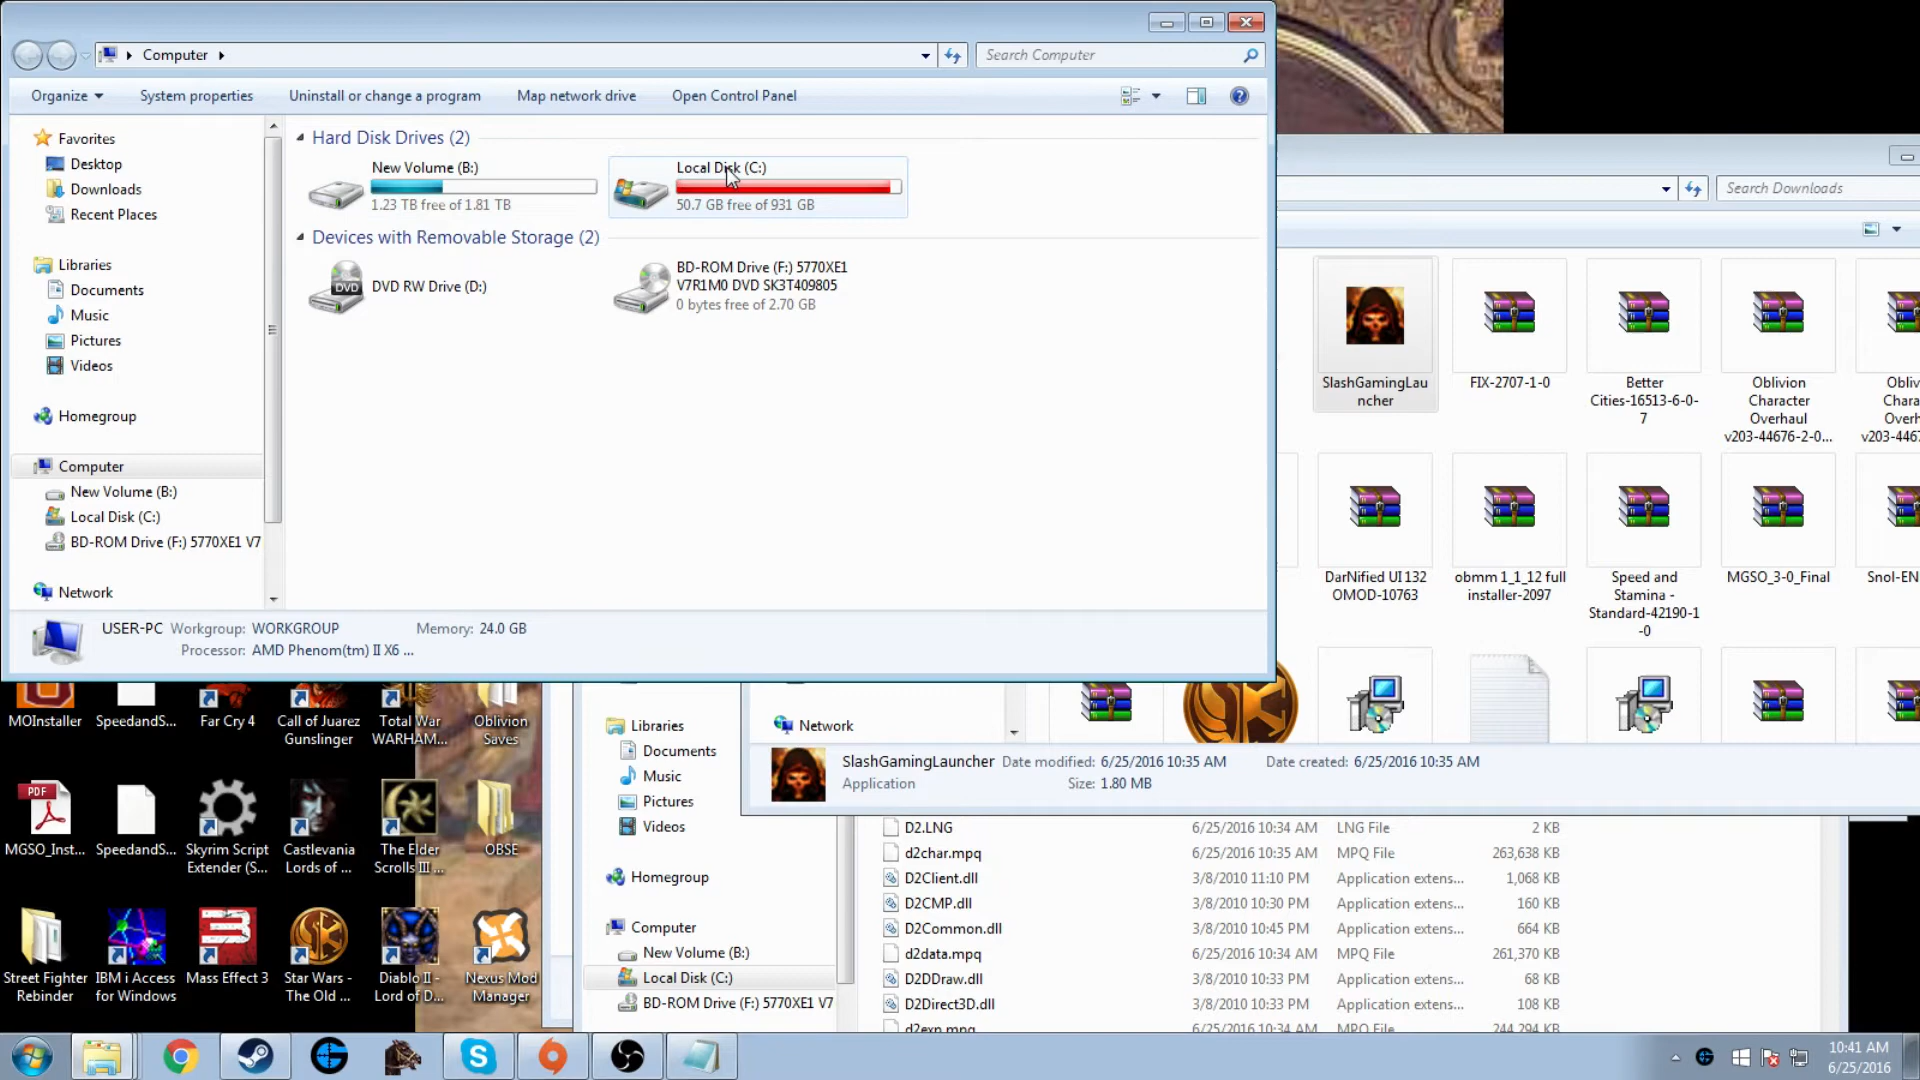 Computer
Search Computer
Organize
System properties
Uninstall or change a program
Map network drive
Open Control Panel
Favorites
Desktop
Downloads
Recent Places
Libraries
Documents
Music
Pictures
Videos
Homegroup
Computer
New Volume (B:)
Local Disk (C:)
BD-ROM Drive (F:) 5770XE1 V7
Network
Hard Disk Drives (2)
New Volume (B:)
1.23 TB free of 1.81 TB
Local Disk (C:)
50.7 GB free of 931 GB
Devices with Removable Storage (2)
DVD
DVD RW Drive (D:)
BD-ROM Drive (F:) 5770XE1
V7R1M0 DVD SK3T409805
0 bytes free of 2.70 GB
USER-PC Workgroup: WORKGROUP Memory: 24.0 GB
Processor: AMD Phenom(tm) II X6 ...
Search Downloads
SlashGamingLau
ncher
FIX-2707-1-0
Better
Cities-16513-6-0-
7
Oblivion
Character
Overhaul
v203-44676-2-0...
Obliv
Chara
Overh
v203-44
DarNified UI 132
OMOD-10763
obmm 1_1_12 full
installer-2097
Speed and
Stamina -
Standard-42190-1
-0
MGSO_3-0_Final
Snol-EN
Network
SlashGamingLauncher Date modified: 6/25/2016 10:35 AM Date created: 6/25/2016 10:35 AM
Application Size: 1.80 MB
Libraries
Documents
Music
Pictures
Videos
Homegroup
Computer
New Volume (B:)
Local Disk (C:)
BD-ROM Drive (F:) 5770XE1 V7
D2.LNG 6/25/2016 10:34 AM LNG File 2 KB
d2char.mpq 6/25/2016 10:35 AM MPQ File 263,638 KB
D2Client.dll 3/8/2010 11:10 PM Application extens... 1,068 KB
D2CMP.dll 3/8/2010 10:30 PM Application extens... 160 KB
D2Common.dll 3/8/2010 10:45 PM Application extens... 664 KB
d2data.mpq 6/25/2016 10:34 AM MPQ File 261,370 KB
D2DDraw.dll 3/8/2010 10:33 PM Application extens... 68 KB
D2Direct3D.dll 3/8/2010 10:33 PM Application extens... 108 KB
d2exp.mpq 6/25/2016 10:34 AM MPQ File 244,294 KB
MOInstaller
SpeedandS...
Far Cry 4
Call of Juarez
Gunslinger
Total War
WARHAM...
Oblivion
Saves
PDF
MGSO_Inst...
SpeedandS...
Skyrim Script
Extender (S...
Castlevania
Lords of ...
The Elder
Scrolls III ...
OBSE
Street Fighter
Rebinder
IBM i Access
for Windows
3
Mass Effect 3
Star Wars -
The Old ...
Diablo II -
Lord of D...
Nexus Mod
Manager
10:41 AM
6/25/2016